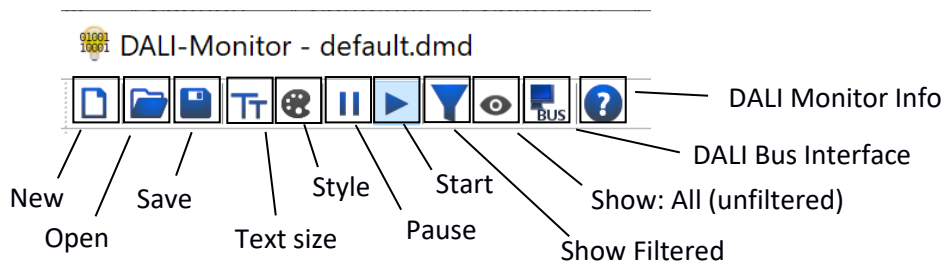 01001
10001
DALI-Monitor - default.dmd
TT
BUS
?
DALI Monitor Info
DALI Bus Interface
New
Save
Style
Start
Show: All (unfiltered)
Open
Text size
Pause
Show Filtered